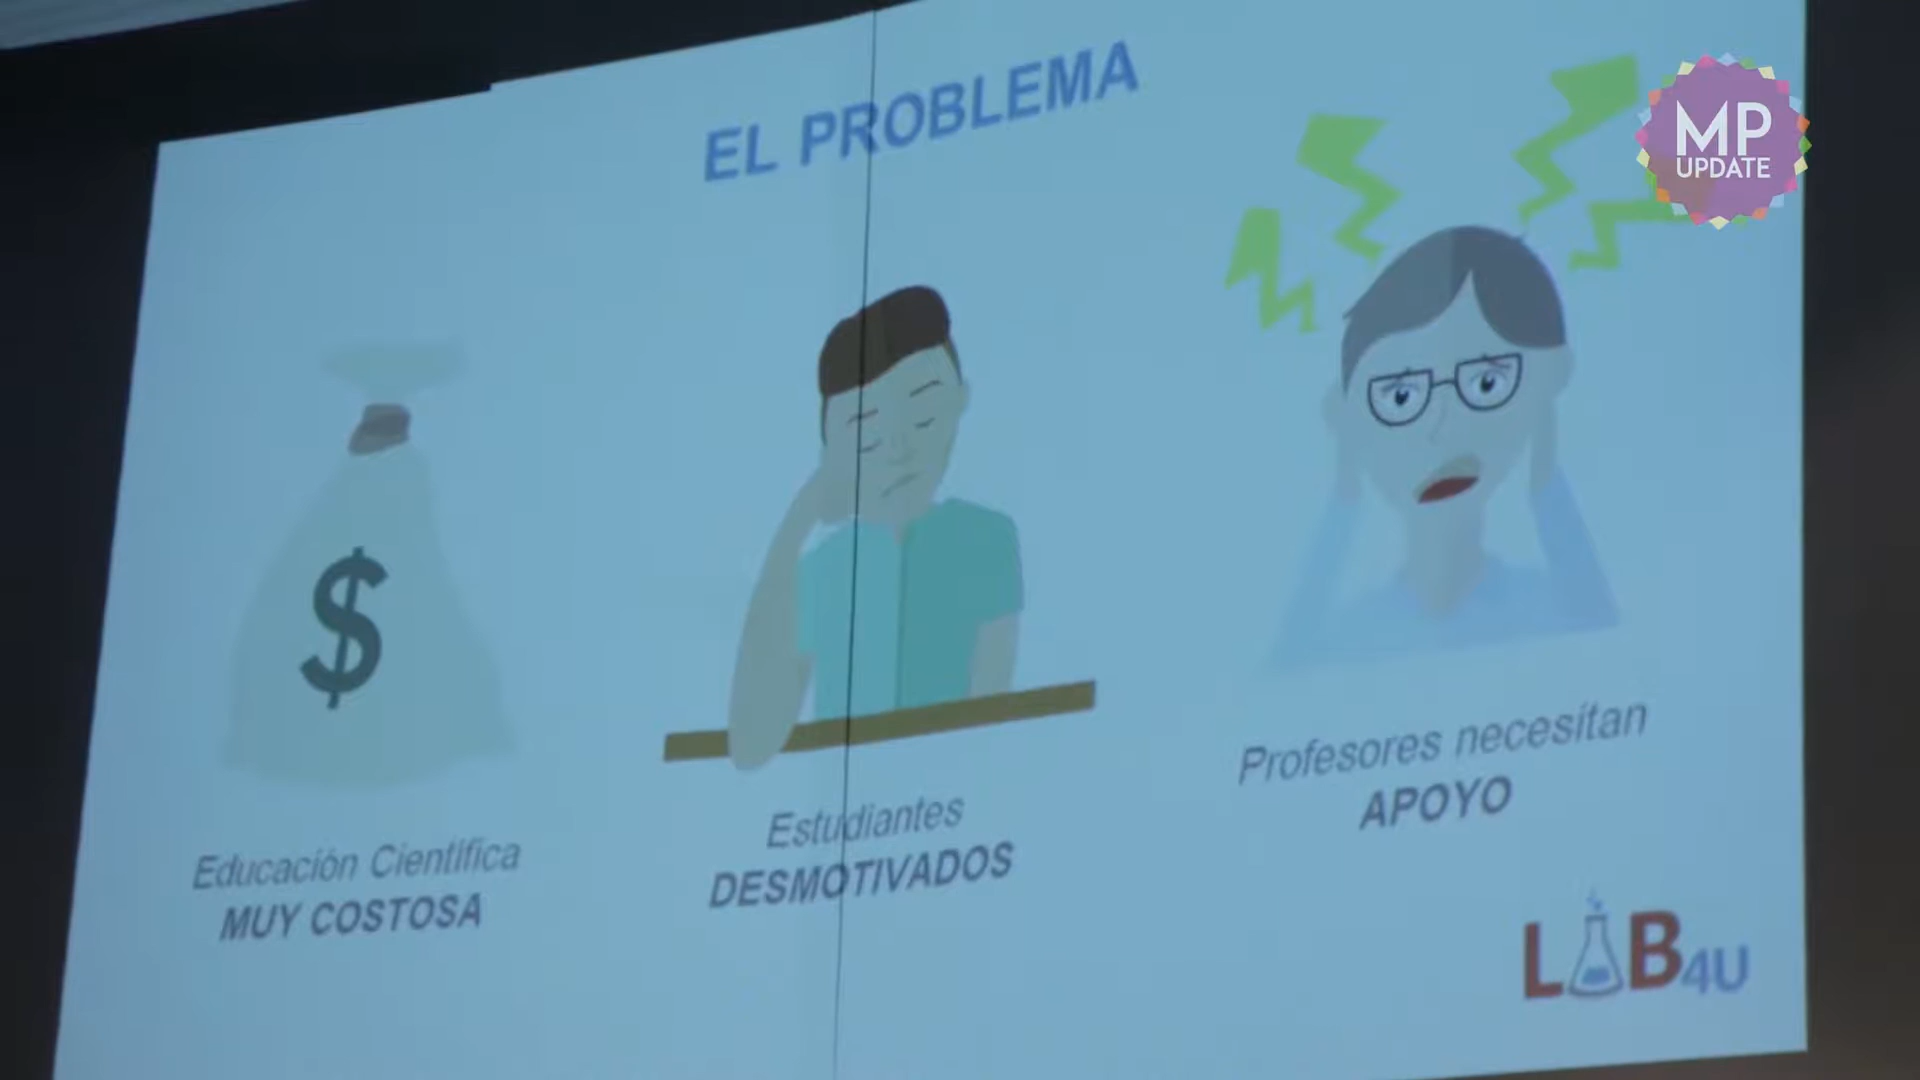 EL PROBLEMA
MP
UPDATE
$
Educación Científica
MUY COSTOSA
Estudiantes
DESMOTIVADOS
Profesores necesitan
APOYO
LAB4U